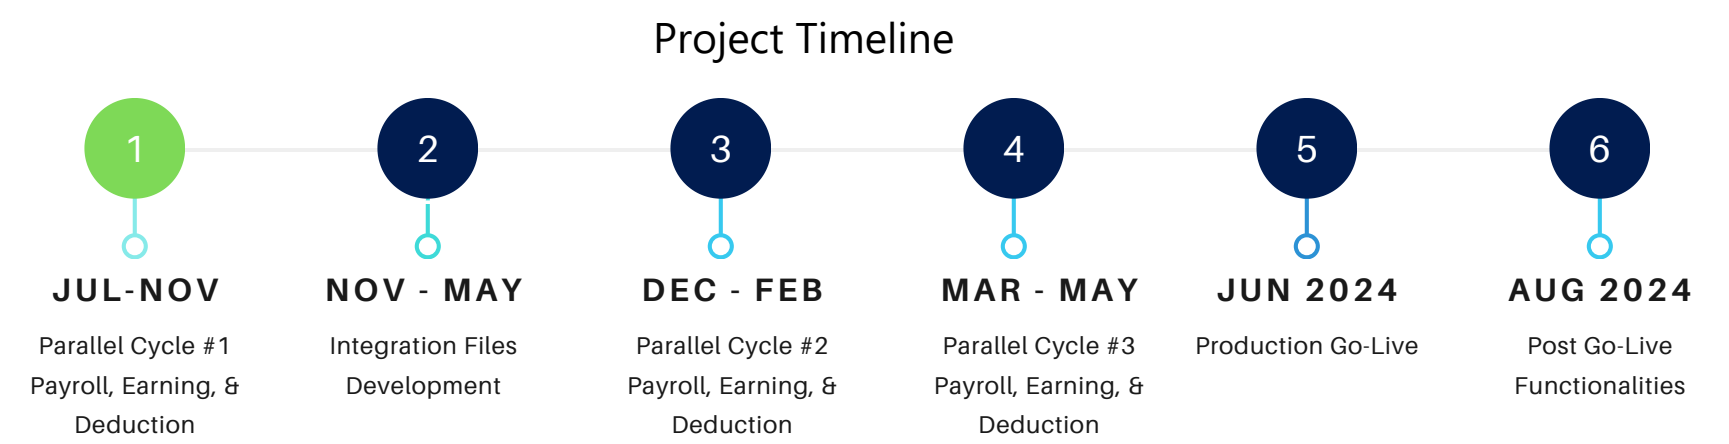 Project Timeline
1 2 3 4 5 6
JUL-NOV
Parallel Cycle #1
Payroll, Earning, &
Deduction
NOV - MAY
Integration Files
Development
DEC - FEB
Parallel Cycle #2
Payroll, Earning, &
Deduction
MAR - MAY
Parallel Cycle #3
Payroll, Earning, &
Deduction
JUN 2024
Production Go-Live
AUG 2024
Post Go-Live
Functionalities